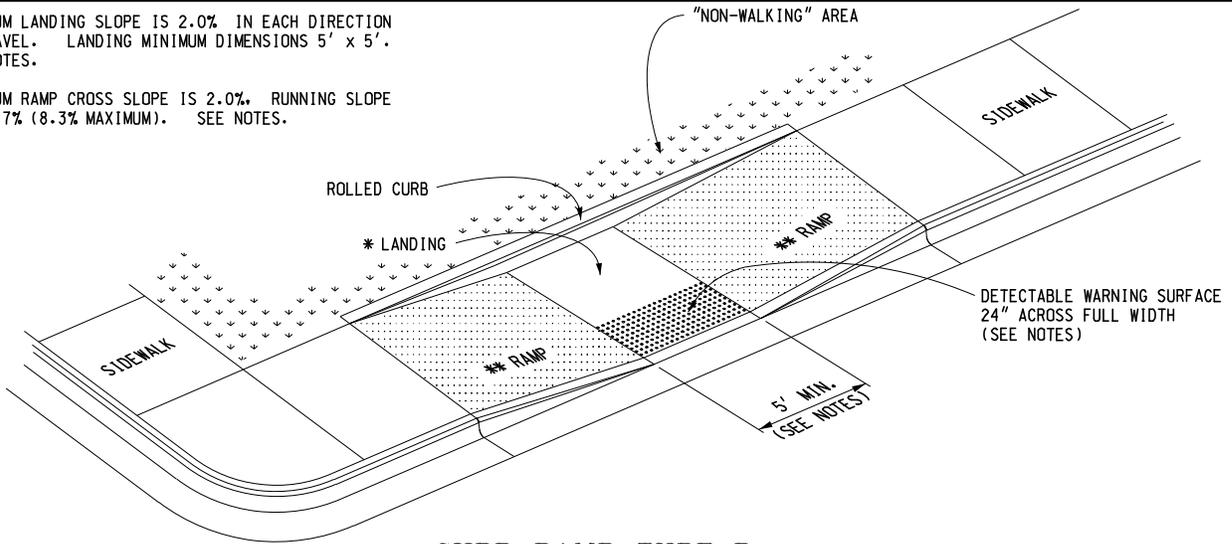 UM LANDING SLOPE IS 2.0% IN EACH DIRECTION
AVEL. LANDING MINIMUM DIMENSIONS 5' x 5'.
OTES.
UM RAMP CROSS SLOPE IS 2.0%. RUNNING SLOPE
7% (8.3% MAXIMUM). SEE NOTES.
"NON-WALKING" AREA
SIDEWALK
ROLLED CURB
* LANDING
** RAMP
DETECTABLE WARNING SURFACE
24" ACROSS FULL WIDTH
(SEE NOTES)
SIDEWALK
** RAMP
5' MIN.
(SEE NOTES)